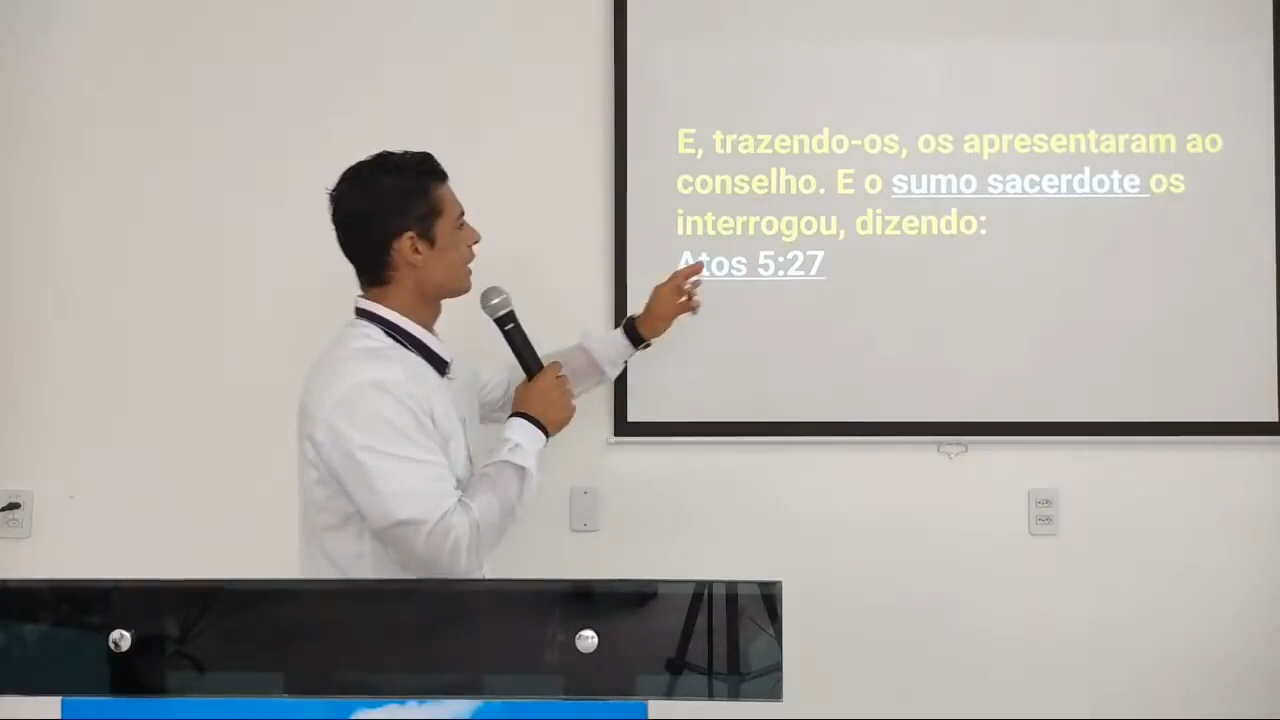 E, trazendo-os, os apresentaram ao
conselho. E o sumo sacerdote os
interrogou, dizendo:
Atos 5:27